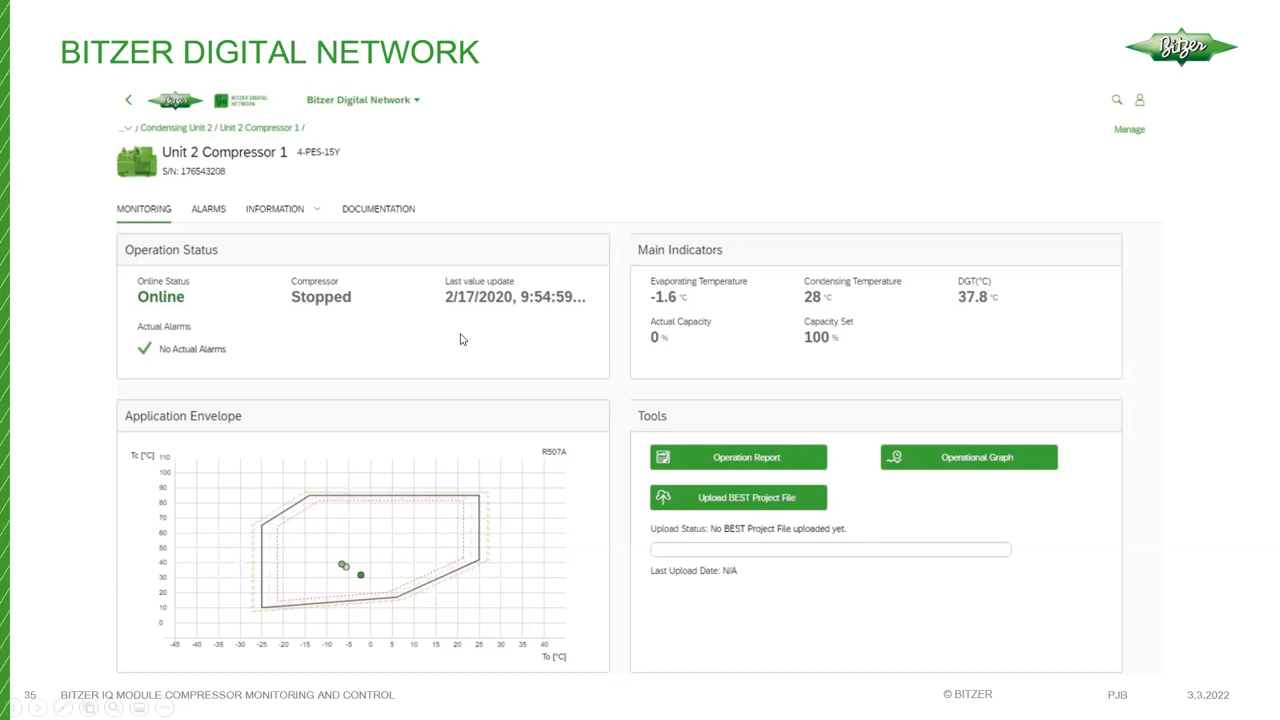 BITZER DIGITAL NETWORK
Bitzer
Bitzer
BITZER DIGITAL
NETWORK
Bitzer Digital Network
... / Condensing Unit 2 / Unit 2 Compressor 1 /
Manage
Unit 2 Compressor 1 4-PES-15Y
S/N: 176543208
MONITORING ALARMS INFORMATION DOCUMENTATION
Operation Status
Online Status Compressor Last value update
Online Stopped 2/17/2020, 9:54:59...
Actual Alarms
No Actual Alarms
Main Indicators
Evaporating Temperature Condensing Temperature DGT(°C)
-1.6 °C 28 °C 37.8 °C
Actual Capacity Capacity Set
0 % 100 %
Application Envelope
R507A
Tc [°C]
110
100
90
80
70
60
50
40
30
20
10
0
-45 -40 -35 -30 -25 -20 -15 -10 -5 0 5 10 15 20 25 30 35 40
To [°C]
Tools
Operation Report Operational Graph
Upload BEST Project File
Upload Status: No BEST Project File uploaded yet.
Last Upload Date: N/A
35 BITZER IQ MODULE COMPRESSOR MONITORING AND CONTROL © BITZER PJB 3.3.2022